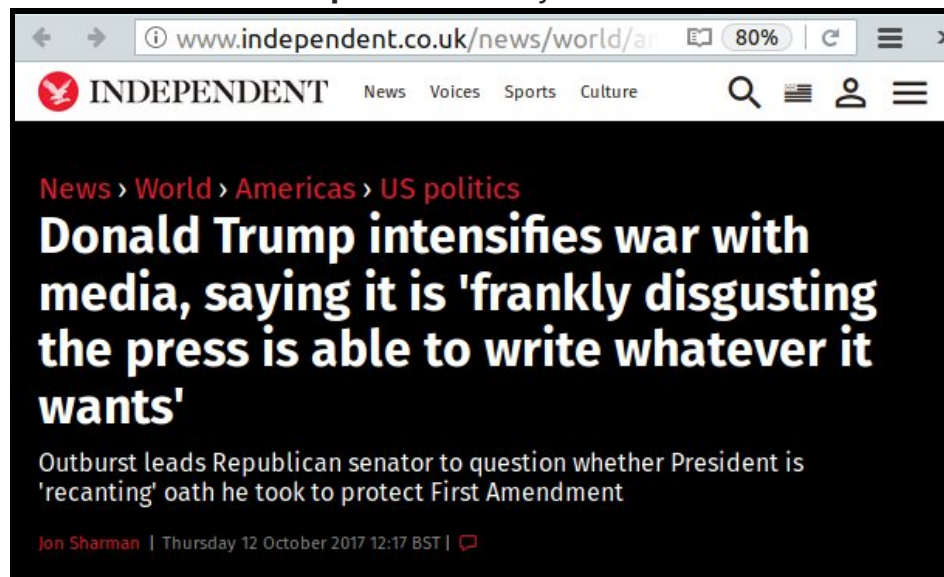 www.independent.co.uk/news/world/a 80%
INDEPENDENT News Voices Sports Culture
News › World › Americas › US politics
Donald Trump intensifies war with
media, saying it is 'frankly disgusting
the press is able to write whatever it
wants'
Outburst leads Republican senator to question whether President is
'recanting' oath he took to protect First Amendment
Jon Sharman | Thursday 12 October 2017 12:17 BST |